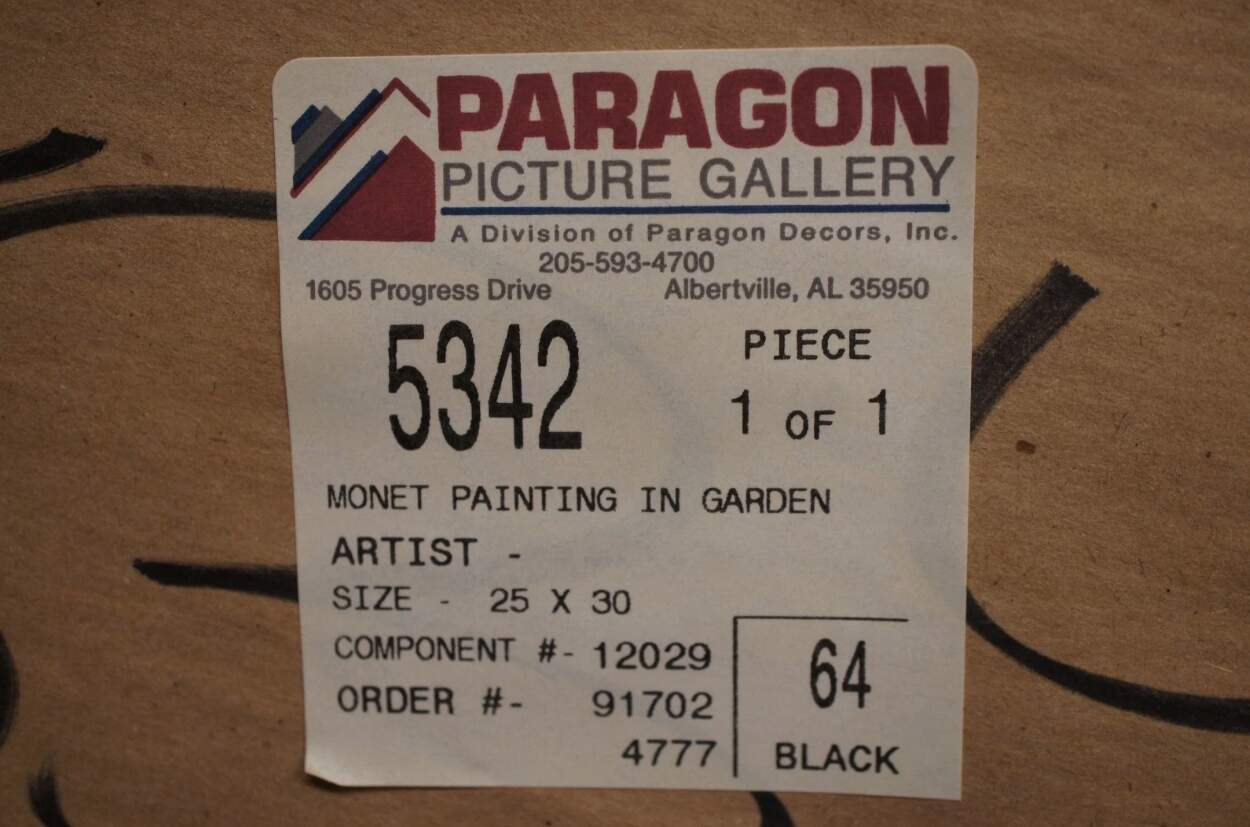 PARAGON
PICTURE GALLERY
A Division of Paragon Decors, Inc.
205-593-4700
1605 Progress Drive Albertville, AL 35950
5342 PIECE
1 OF 1
MONET PAINTING IN GARDEN
ARTIST -
SIZE - 25 X 30
COMPONENT #- 12029
ORDER #- 91702
4777
64
BLACK